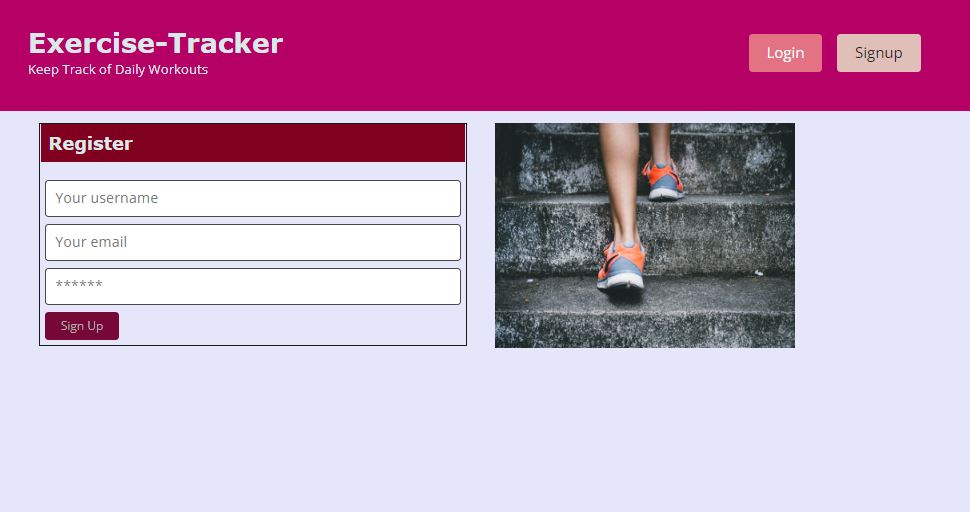 Exercise-Tracker
Keep Track of Daily Workouts
Login
Signup
Register
Your username
Your email
******
Sign Up